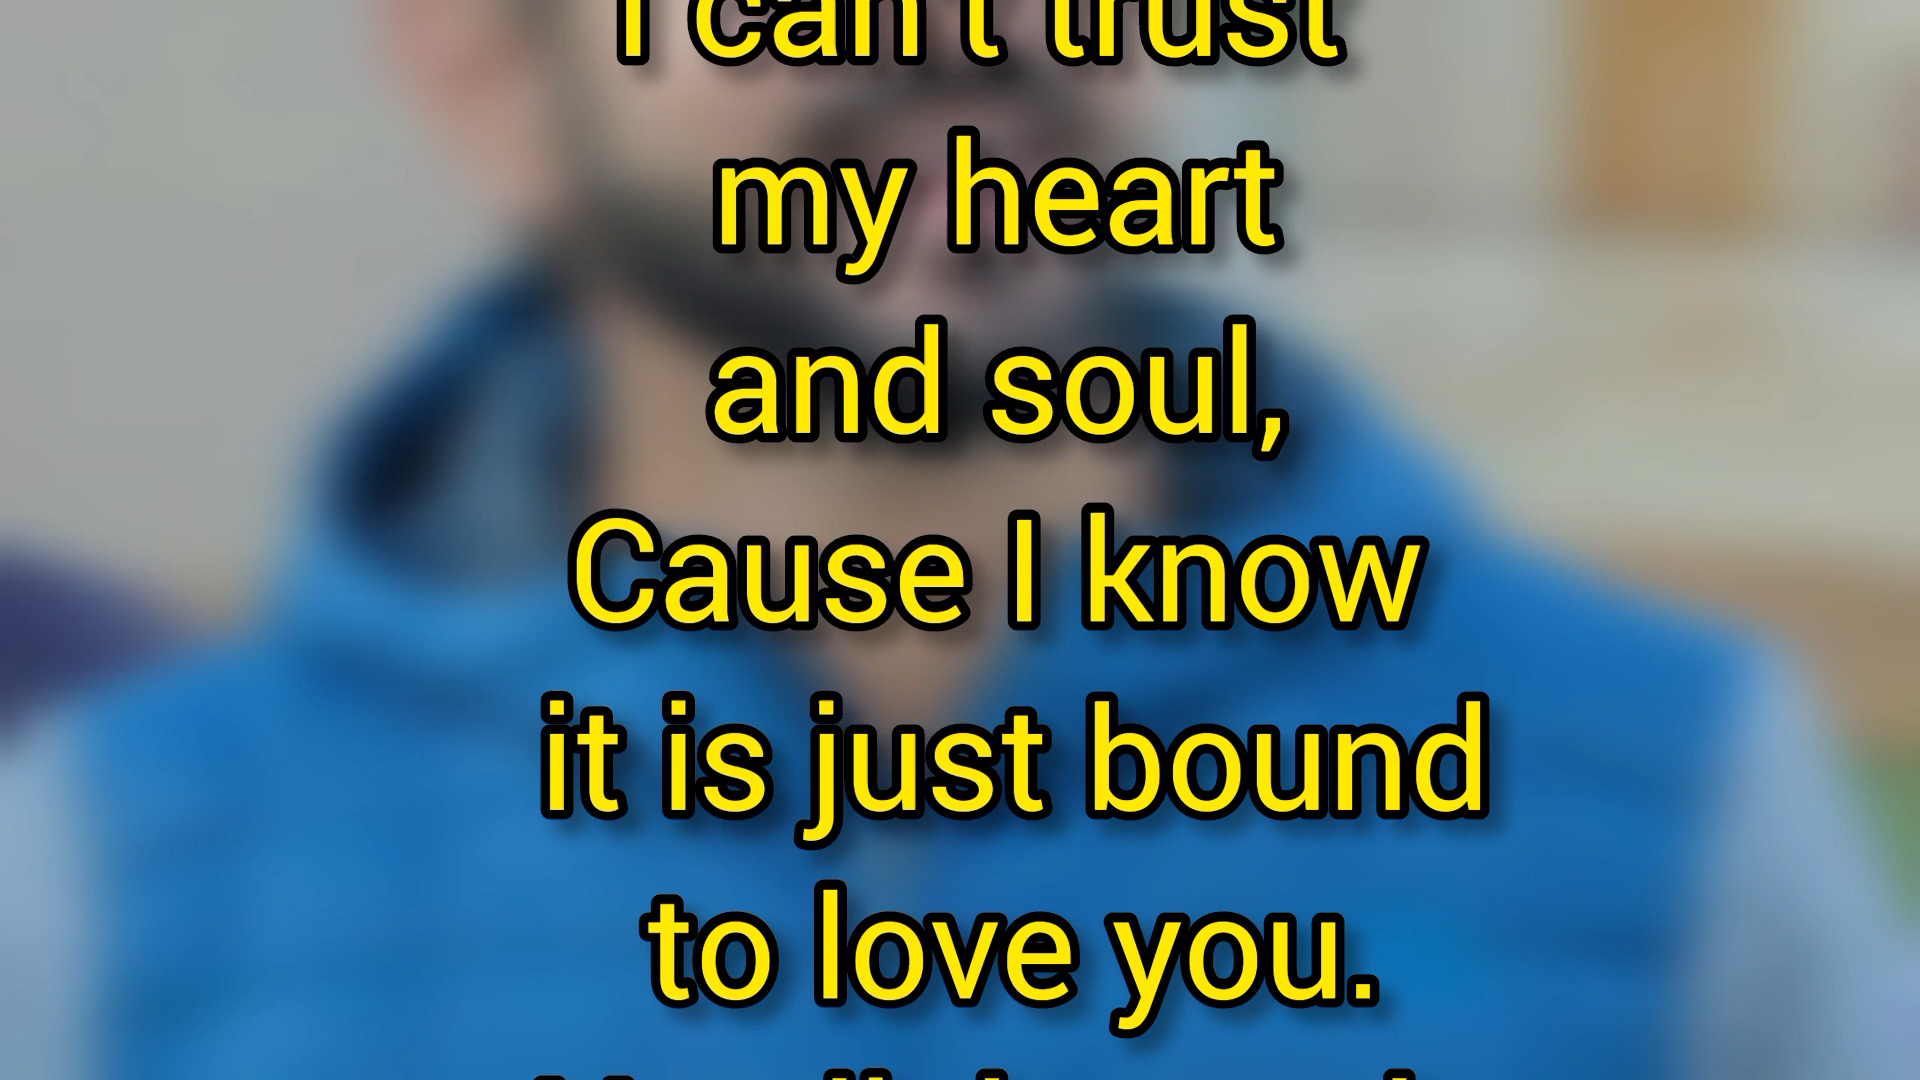 I can't trust
my heart
and soul,
Cause I know
it is just bound
to love you.